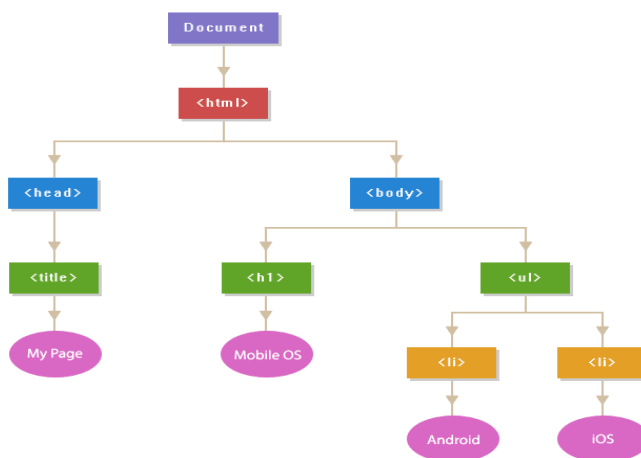 Document
<html>
<head>
<body>
<title>
<h1>
<ul>
My Page
Mobile OS
<li>
<li>
Android
iOS